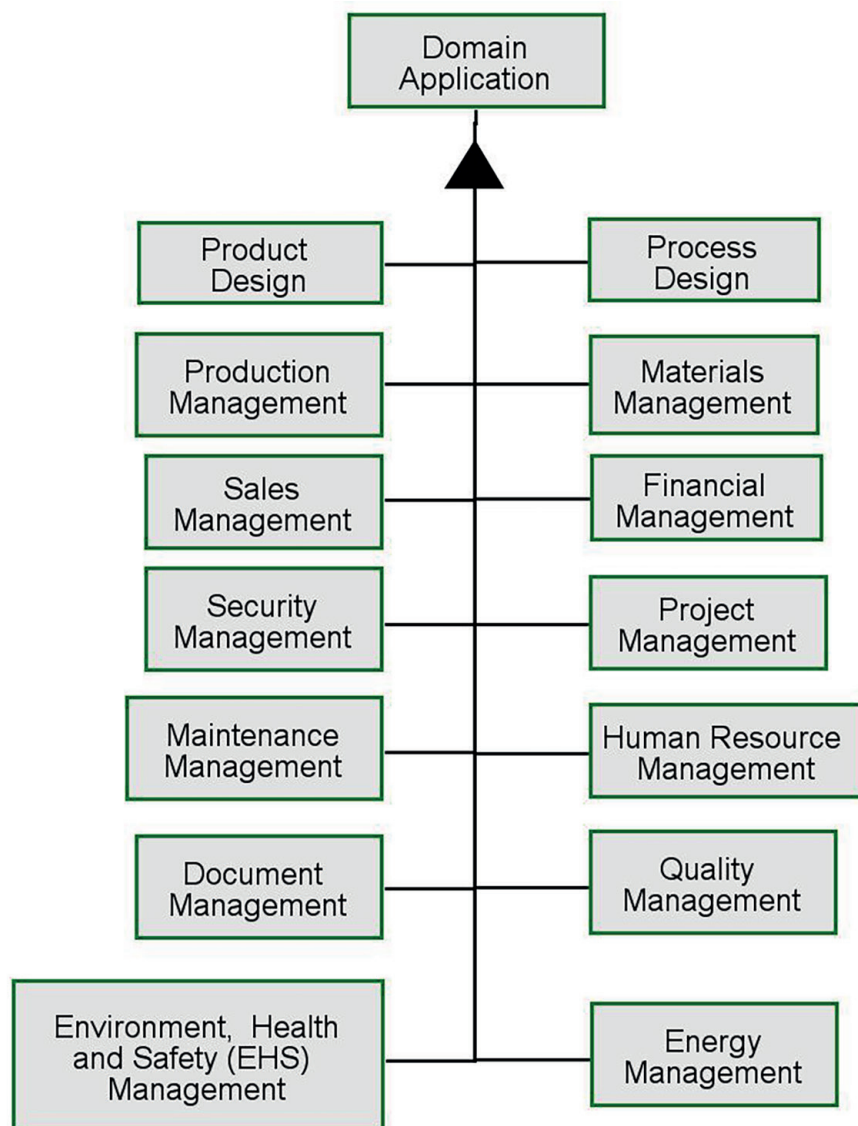 Domain
Application
Product
Design
Process
Design
Production
Management
Materials
Management
Sales
Management
Financial
Management
Security
Management
Project
Management
Maintenance
Management
Human Resource
Management
Document
Management
Quality
Management
Environment, Health
and Safety (EHS)
Management
Energy
Management